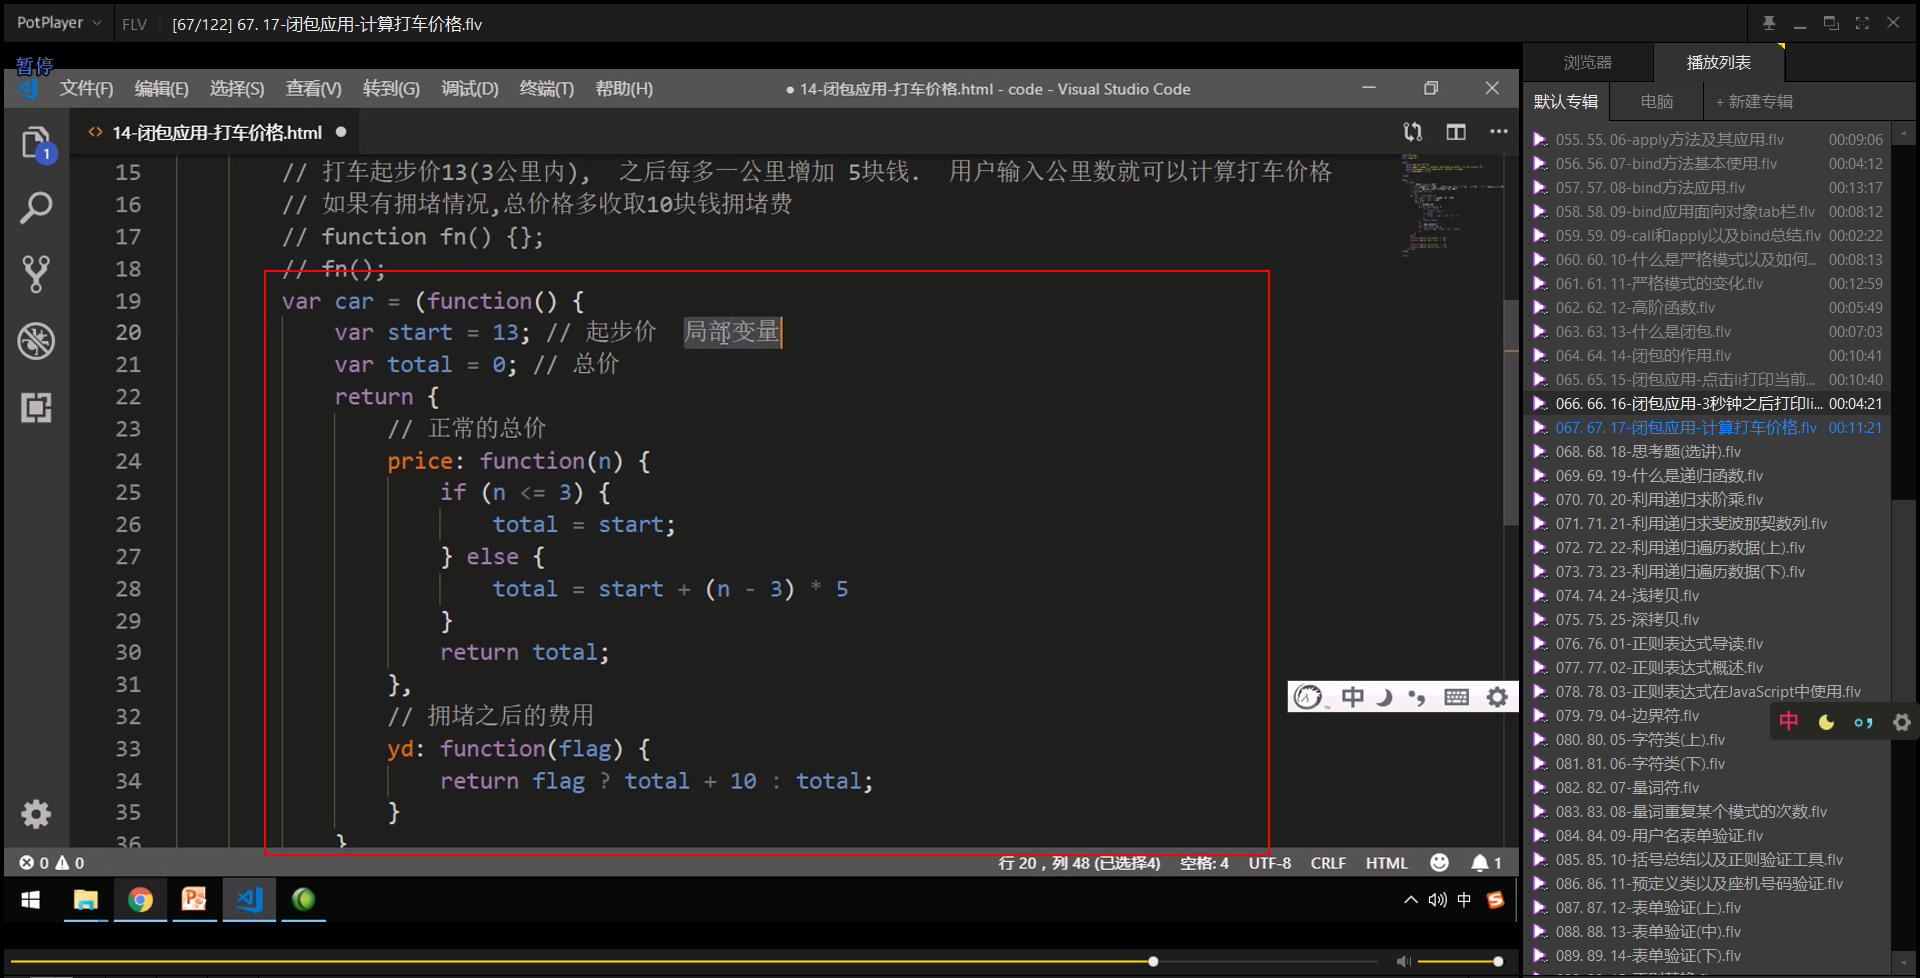 PotPlayer
FLV
[67/122] 67. 17-闭包应用-计算打车价格.flv
暂停
文件(F) 编辑(E) 选择(S) 查看(V) 转到(G) 调试(D) 终端(T) 帮助(H)
● 14-闭包应用-打车价格.html - code - Visual Studio Code
<> 14-闭包应用-打车价格.html ●
1
15 // 打车起步价13(3公里内), 之后每多一公里增加 5块钱. 用户输入公里数就可以计算打车价格
16 // 如果有拥堵情况,总价格多收取10块钱拥堵费
17 // function fn() {};
18 // fn();
19 var car = (function() {
20 var start = 13; // 起步价 局部变量
21 var total = 0; // 总价
22 return {
23 // 正常的总价
24 price: function(n) {
25 if (n <= 3) {
26 total = start;
27 } else {
28 total = start + (n - 3) * 5
29 }
30 return total;
31 },
32 // 拥堵之后的费用
33 yd: function(flag) {
34 return flag ? total + 10 : total;
35 }
36 }
0 0
行 20，列 48 (已选择4) 空格: 4 UTF-8 CRLF HTML 1
中
中
浏览器 播放列表
默认专辑 电脑 + 新建专辑
055. 55. 06-apply方法及其应用.flv 00:09:06
056. 56. 07-bind方法基本使用.flv 00:04:12
057. 57. 08-bind方法应用.flv 00:13:17
058. 58. 09-bind应用面向对象tab栏.flv 00:08:12
059. 59. 09-call和apply以及bind总结.flv 00:02:22
060. 60. 10-什么是严格模式以及如何... 00:08:13
061. 61. 11-严格模式的变化.flv 00:12:59
062. 62. 12-高阶函数.flv 00:05:49
063. 63. 13-什么是闭包.flv 00:07:03
064. 64. 14-闭包的作用.flv 00:10:41
065. 65. 15-闭包应用-点击li打印当前... 00:10:40
066. 66. 16-闭包应用-3秒钟之后打印li... 00:04:21
067. 67. 17-闭包应用-计算打车价格.flv 00:11:21
068. 68. 18-思考题(选讲).flv
069. 69. 19-什么是递归函数.flv
070. 70. 20-利用递归求阶乘.flv
071. 71. 21-利用递归求斐波那契数列.flv
072. 72. 22-利用递归遍历数据(上).flv
073. 73. 23-利用递归遍历数据(下).flv
074. 74. 24-浅拷贝.flv
075. 75. 25-深拷贝.flv
076. 76. 01-正则表达式导读.flv
077. 77. 02-正则表达式概述.flv
078. 78. 03-正则表达式在JavaScript中使用.flv
079. 79. 04-边界符.flv
080. 80. 05-字符类(上).flv
081. 81. 06-字符类(下).flv
082. 82. 07-量词符.flv
083. 83. 08-量词重复某个模式的次数.flv
084. 84. 09-用户名表单验证.flv
085. 85. 10-括号总结以及正则验证工具.flv
086. 86. 11-预定义类以及座机号码验证.flv
087. 87. 12-表单验证(上).flv
088. 88. 13-表单验证(中).flv
089. 89. 14-表单验证(下).flv
中